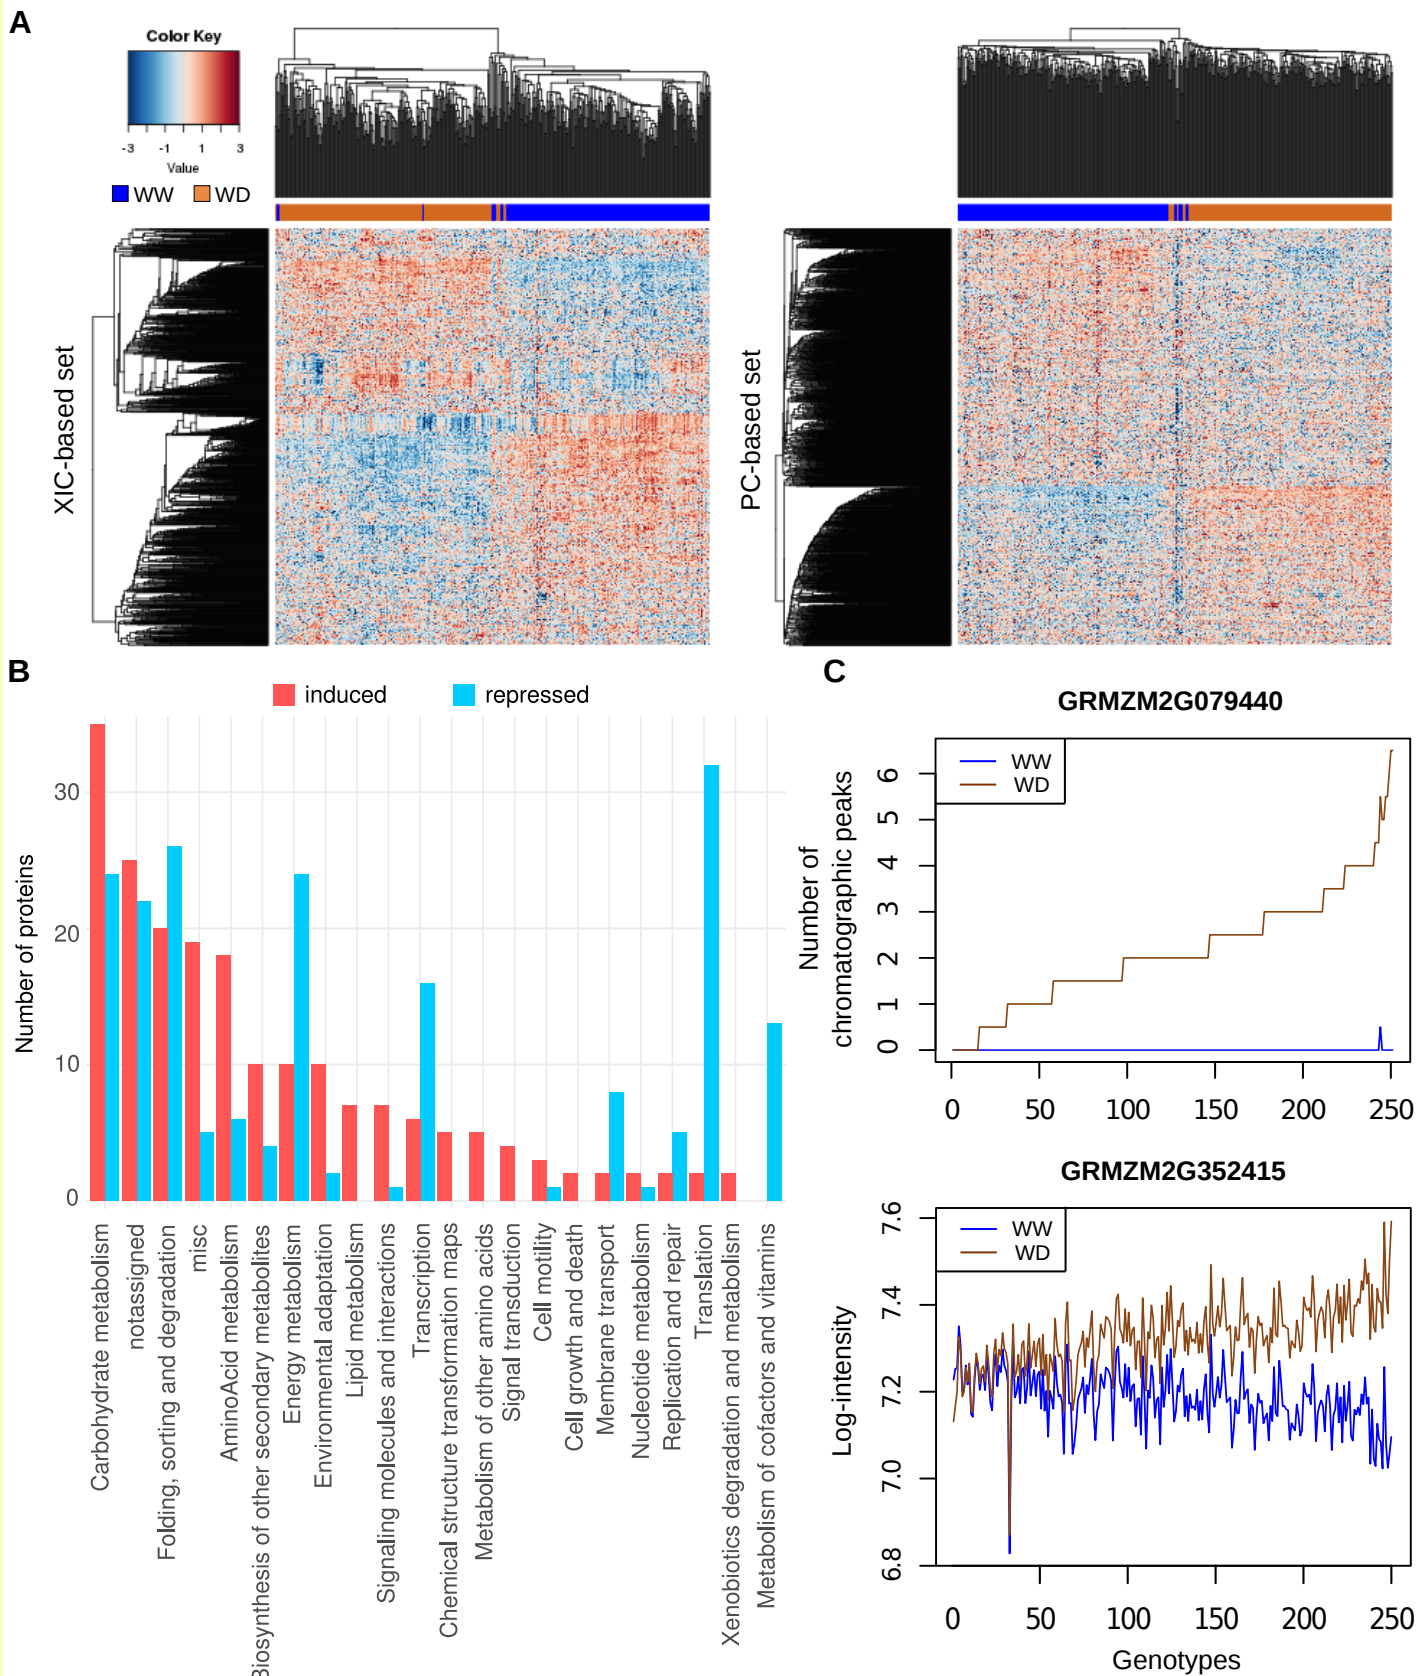 A
Color Key
-3 -1 1 3
Value
WW WD
XIC-based set
PC-based set
B
induced repressed
Number of proteins
30
20
10
0
Carbohydrate metabolism
notassigned
Folding, sorting and degradation
misc
AminoAcid metabolism
Biosynthesis of other secondary metabolites
Energy metabolism
Environmental adaptation
Lipid metabolism
Signaling molecules and interactions
Transcription
Chemical structure transformation maps
Metabolism of other amino acids
Signal transduction
Cell motility
Cell growth and death
Membrane transport
Nucleotide metabolism
Replication and repair
Translation
Xenobiotics degradation and metabolism
Metabolism of cofactors and vitamins
C
GRMZM2G079440
WW
WD
Number of
chromatographic peaks
6
5
4
3
2
1
0
0 50 100 150 200 250
GRMZM2G352415
WW
WD
Log-intensity
7.6
7.4
7.2
7.0
6.8
0 50 100 150 200 250
Genotypes